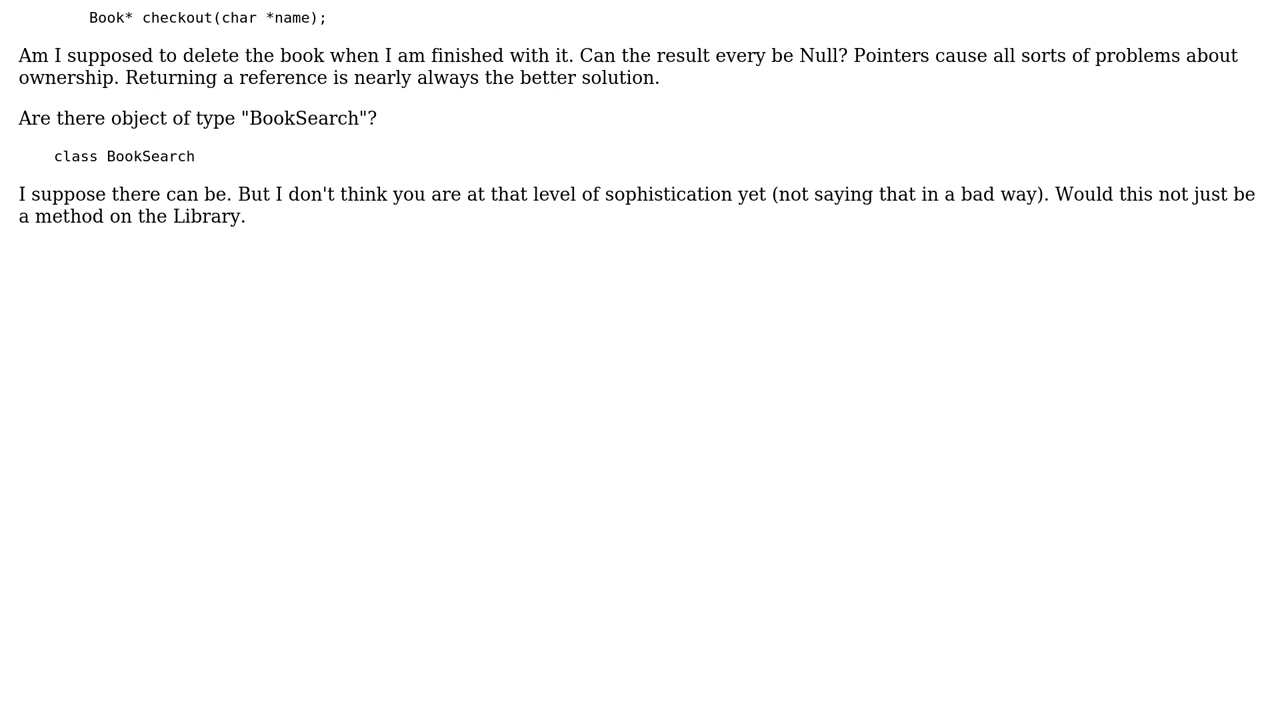 Book* checkout(char *name);
Am I supposed to delete the book when I am finished with it. Can the result every be Null? Pointers cause all sorts of problems about
ownership. Returning a reference is nearly always the better solution.
Are there object of type "BookSearch"?
class BookSearch
I suppose there can be. But I don't think you are at that level of sophistication yet (not saying that in a bad way). Would this not just be
a method on the Library.